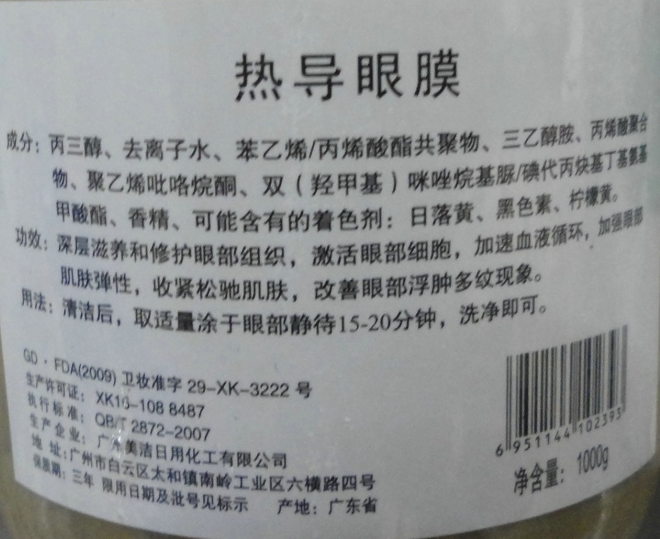 热导眼膜
成分：丙三醇、去离子水、苯乙烯/丙烯酸酯共聚物、三乙醇胺、丙烯酸聚合
物、聚乙烯吡咯烷酮、双（羟甲基）咪唑烷基脲/碘代丙炔基丁基氨基
甲酸酯、香精、可能含有的着色剂：日落黄、黑色素、柠檬黄。
功效：深层滋养和修护眼部组织，激活眼部细胞，加速血液循环，加强眼部
肌肤弹性，收紧松驰肌肤，改善眼部浮肿多纹现象。
用法：清洁后，取适量涂于眼部静待15-20分钟，洗净即可。
GD·FDA(2009) 卫妆准字 29-XK-3222 号
生产许可证：XK16-108 8487
执行标准：QB/T 2872-2007
生产企业：广州美洁日用化工有限公司
地址:广州市白云区太和镇南岭工业区六横路四号
保质期：三年 限用日期及批号见标示 产地：广东省
6 951144 102393
净含量：1000g